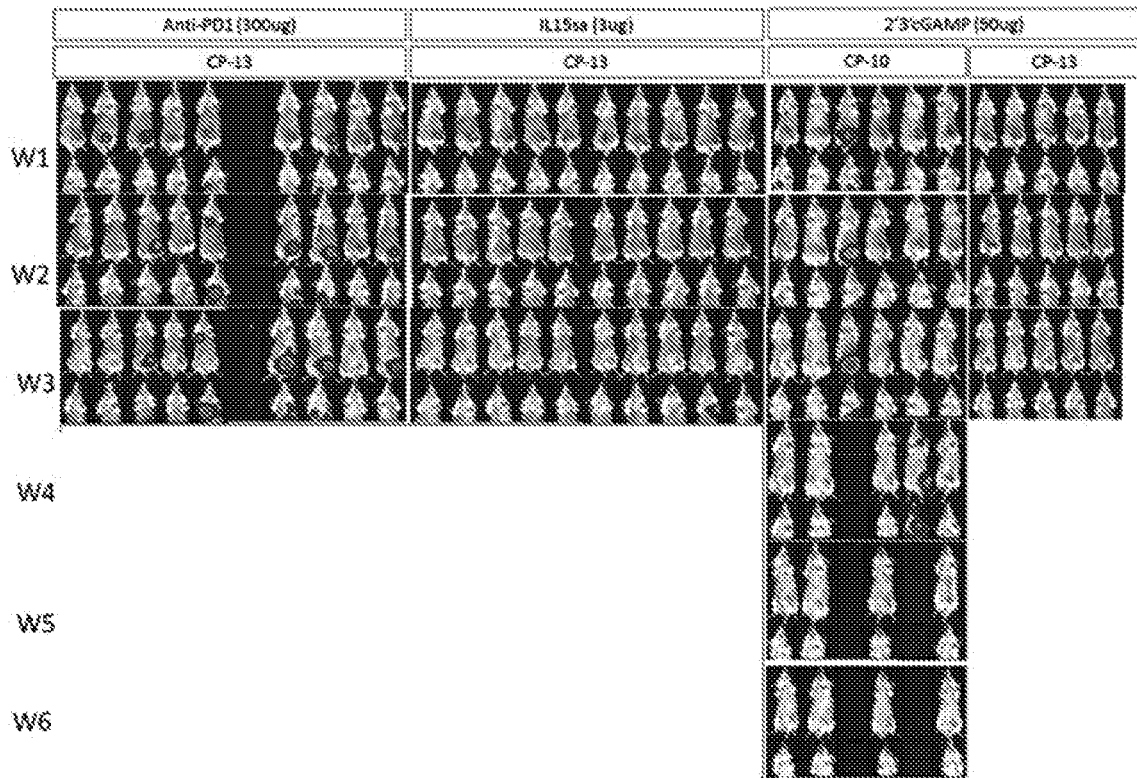 Anti-PD1 (300ug) IL15sa (3ug) 2'3'cGAMP (50ug)
CP-13 CP-13 CP-10 CP-13
W1
W2
W3
W4
W5
W6